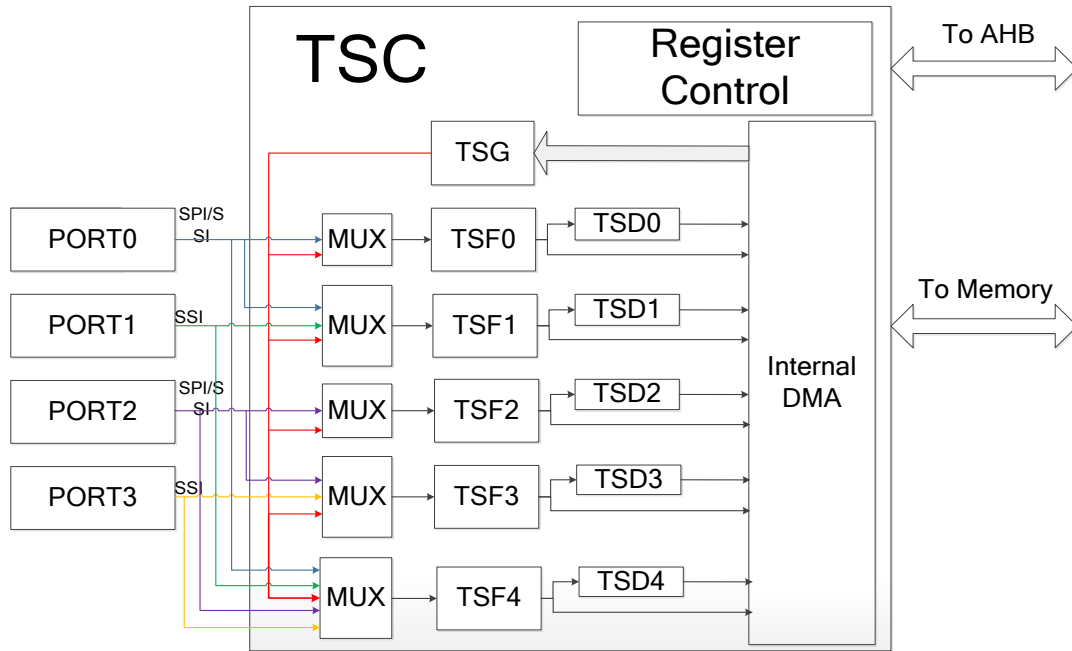 TSC
Register
Control
To AHB
TSG
SPI/S
SI
PORT0
MUX
TSF0
TSD0
PORT1
SSI
MUX
TSF1
TSD1
To Memory
Internal
DMA
SPI/S
SI
PORT2
MUX
TSF2
TSD2
PORT3
SSI
MUX
TSF3
TSD3
MUX
TSF4
TSD4